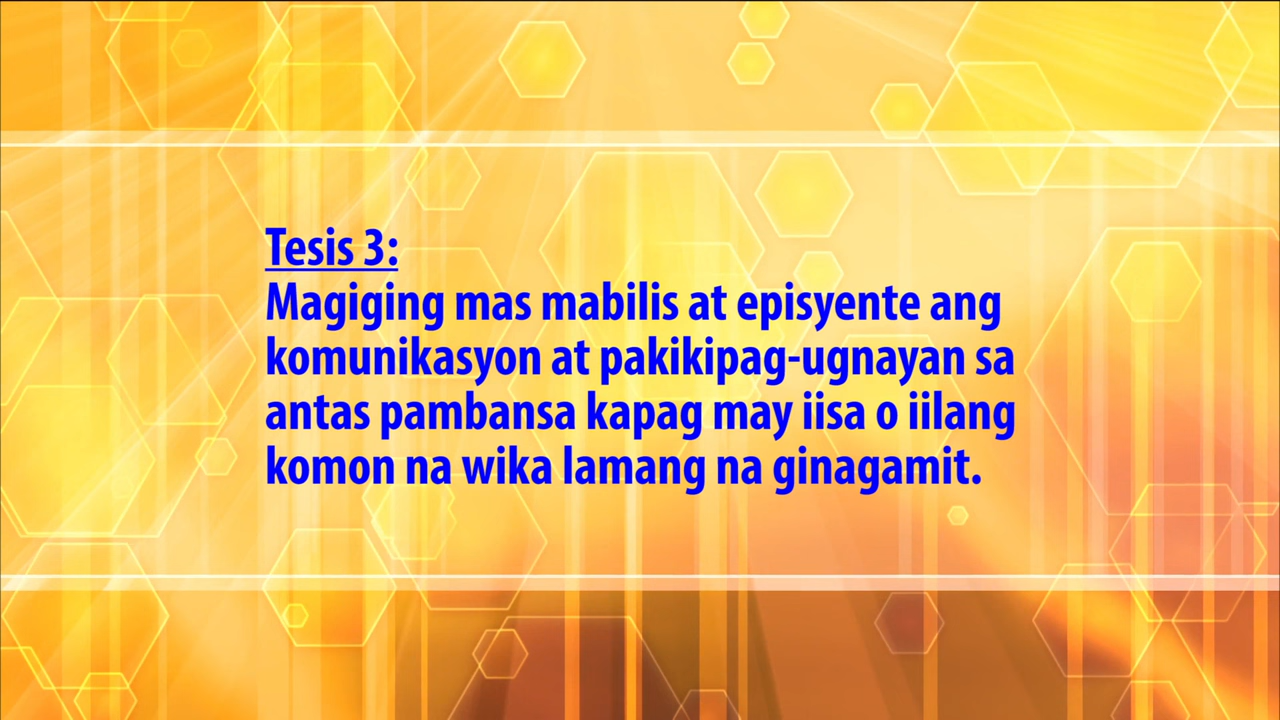 Tesis 3:
Magiging mas mabilis at episyente ang
komunikasyon at pakikipag-ugnayan sa
antas pambansa kapag may iisa o iilang
komon na wika lamang na ginagamit.